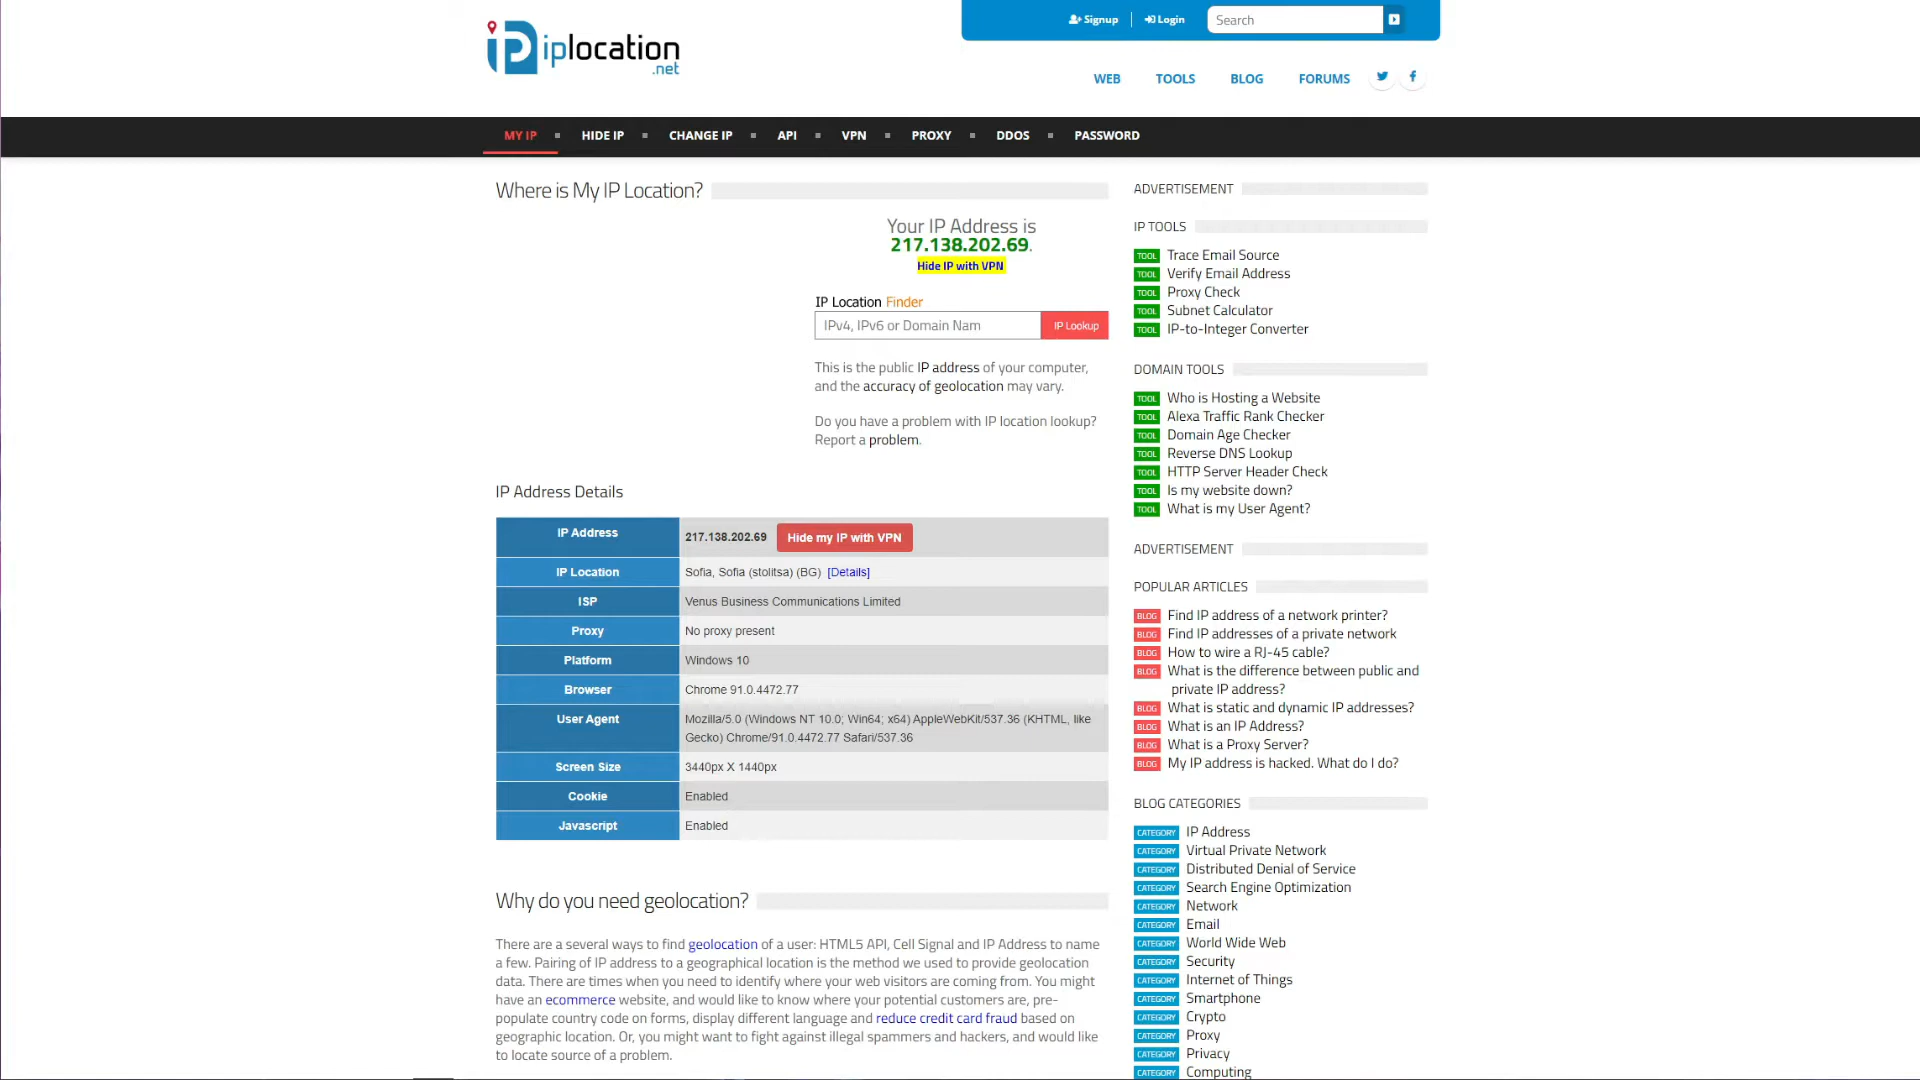 Signup
Login
Search
iplocation
.net
WEB
TOOLS
BLOG
FORUMS
MY IP
HIDE IP
CHANGE IP
API
VPN
PROXY
DDOS
PASSWORD
Where is My IP Location?
Your IP Address is
217.138.202.69.
Hide IP with VPN
IP Location Finder
IPv4, IPv6 or Domain Nam
IP Lookup
This is the public IP address of your computer,
and the accuracy of geolocation may vary.
Do you have a problem with IP location lookup?
Report a problem.
IP Address Details
IP Address 217.138.202.69 Hide my IP with VPN
IP Location Sofia, Sofia (stolitsa) (BG) [Details]
ISP Venus Business Communications Limited
Proxy No proxy present
Platform Windows 10
Browser Chrome 91.0.4472.77
User Agent Mozilla/5.0 (Windows NT 10.0; Win64; x64) AppleWebKit/537.36 (KHTML, like
Gecko) Chrome/91.0.4472.77 Safari/537.36
Screen Size 3440px X 1440px
Cookie Enabled
Javascript Enabled
Why do you need geolocation?
There are a several ways to find geolocation of a user: HTML5 API, Cell Signal and IP Address to name
a few. Pairing of IP address to a geographical location is the method we used to provide geolocation
data. There are times when you need to identify where your web visitors are coming from. You might
have an ecommerce website, and would like to know where your potential customers are, pre-
populate country code on forms, display different language and reduce credit card fraud based on
geographic location. Or, you might want to fight against illegal spammers and hackers, and would like
to locate source of a problem.
ADVERTISEMENT
IP TOOLS
TOOL Trace Email Source
TOOL Verify Email Address
TOOL Proxy Check
TOOL Subnet Calculator
TOOL IP-to-Integer Converter
DOMAIN TOOLS
TOOL Who is Hosting a Website
TOOL Alexa Traffic Rank Checker
TOOL Domain Age Checker
TOOL Reverse DNS Lookup
TOOL HTTP Server Header Check
TOOL Is my website down?
TOOL What is my User Agent?
ADVERTISEMENT
POPULAR ARTICLES
BLOG Find IP address of a network printer?
BLOG Find IP addresses of a private network
BLOG How to wire a RJ-45 cable?
BLOG What is the difference between public and
private IP address?
BLOG What is static and dynamic IP addresses?
BLOG What is an IP Address?
BLOG What is a Proxy Server?
BLOG My IP address is hacked. What do I do?
BLOG CATEGORIES
CATEGORY IP Address
CATEGORY Virtual Private Network
CATEGORY Distributed Denial of Service
CATEGORY Search Engine Optimization
CATEGORY Network
CATEGORY Email
CATEGORY World Wide Web
CATEGORY Security
CATEGORY Internet of Things
CATEGORY Smartphone
CATEGORY Crypto
CATEGORY Proxy
CATEGORY Privacy
CATEGORY Computing